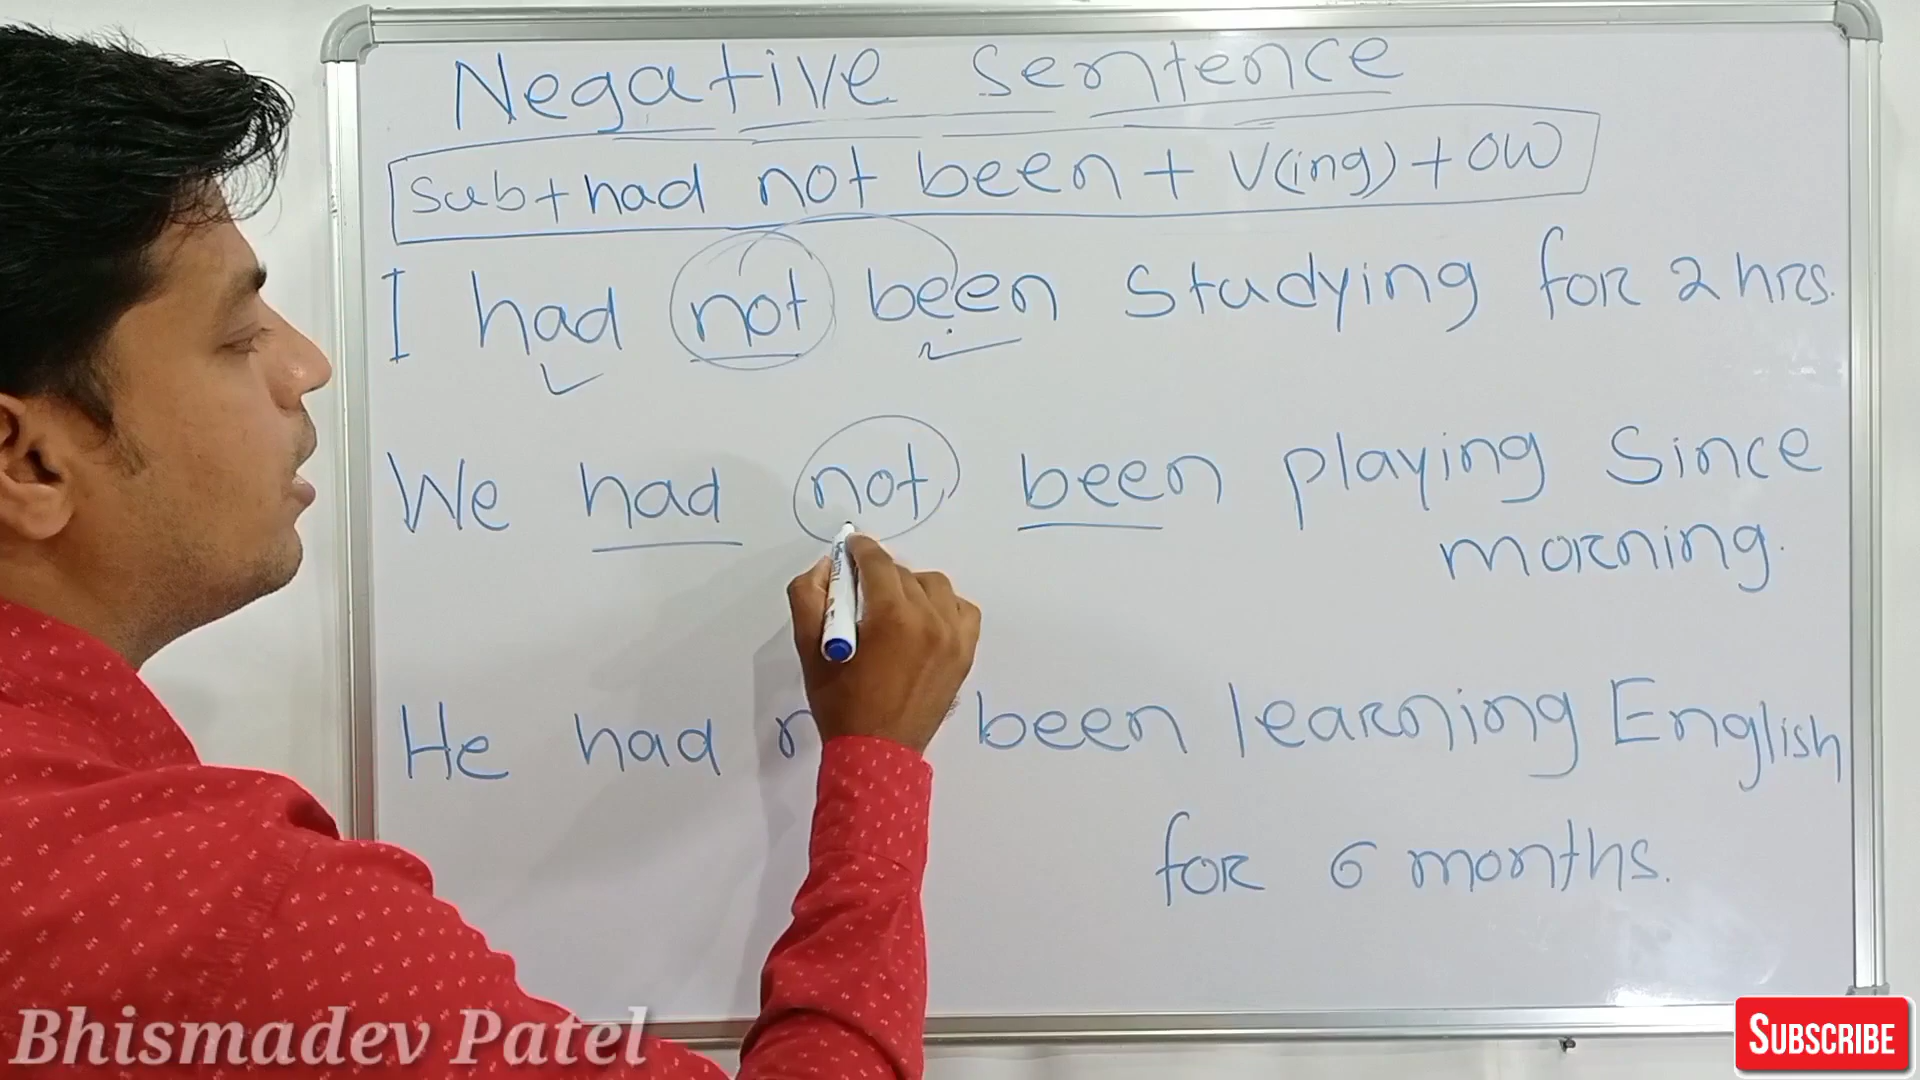 Negative Sentence
Sub + had not been + V(ing) + OW
I had not been Studying for 2 hrs.
We had not been playing Since
morning.
He had been learning English
for 6 months.
Bhismadev Patel
SUBSCRIBE